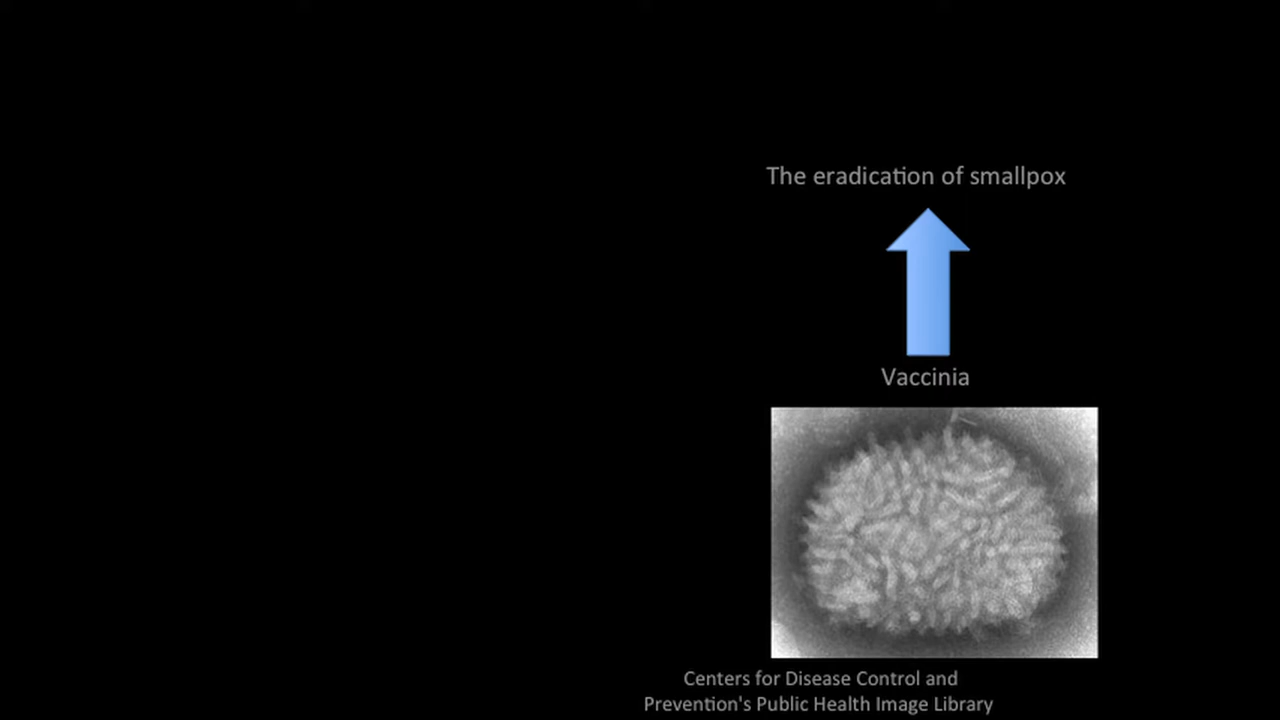 The eradication of smallpox
Vaccinia
Centers for Disease Control and
Prevention's Public Health Image Library